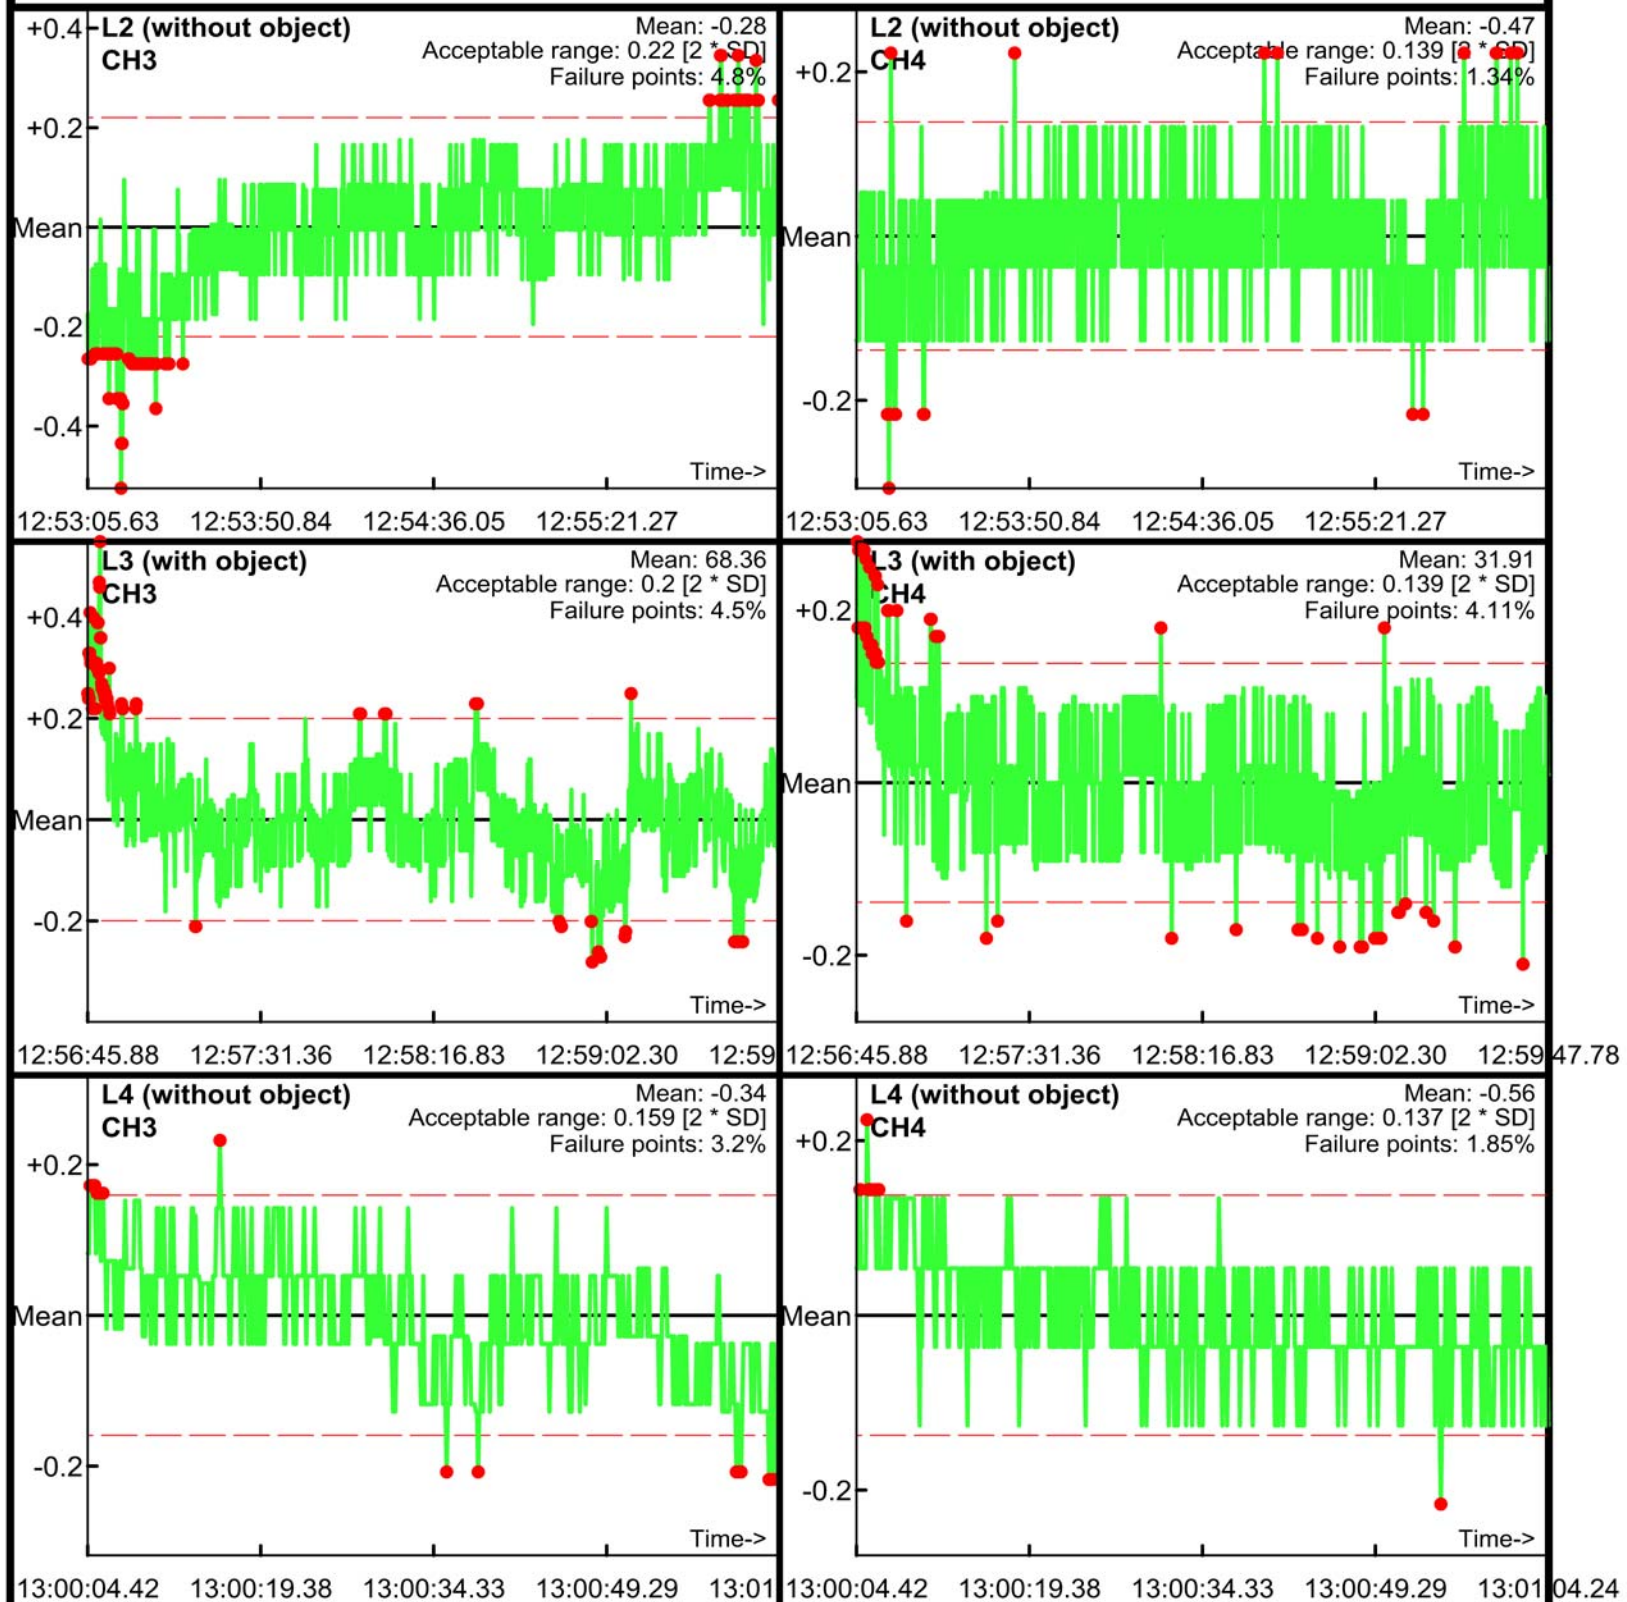 L2 (without object)
CH3
Mean: -0.28
Acceptable range: 0.22 [2 * SD]
Failure points: 4.8%
+0.4
+0.2
Mean
-0.2
-0.4
Time->
12:53:05.63 12:53:50.84 12:54:36.05 12:55:21.27
L2 (without object)
CH4
Mean: -0.47
Acceptable range: 0.139 [2 * SD]
Failure points: 1.34%
+0.2
Mean
-0.2
Time->
12:53:05.63 12:53:50.84 12:54:36.05 12:55:21.27
L3 (with object)
CH3
Mean: 68.36
Acceptable range: 0.2 [2 * SD]
Failure points: 4.5%
+0.4
+0.2
Mean
-0.2
Time->
12:56:45.88 12:57:31.36 12:58:16.83 12:59:02.30 12:59
L3 (with object)
CH4
Mean: 31.91
Acceptable range: 0.139 [2 * SD]
Failure points: 4.11%
+0.2
Mean
-0.2
Time->
12:56:45.88 12:57:31.36 12:58:16.83 12:59:02.30 12:59:47.78
L4 (without object)
CH3
Mean: -0.34
Acceptable range: 0.159 [2 * SD]
Failure points: 3.2%
+0.2
Mean
-0.2
Time->
13:00:04.42 13:00:19.38 13:00:34.33 13:00:49.29 13:01
L4 (without object)
CH4
Mean: -0.56
Acceptable range: 0.137 [2 * SD]
Failure points: 1.85%
+0.2
Mean
-0.2
Time->
13:00:04.42 13:00:19.38 13:00:34.33 13:00:49.29 13:01:04.24